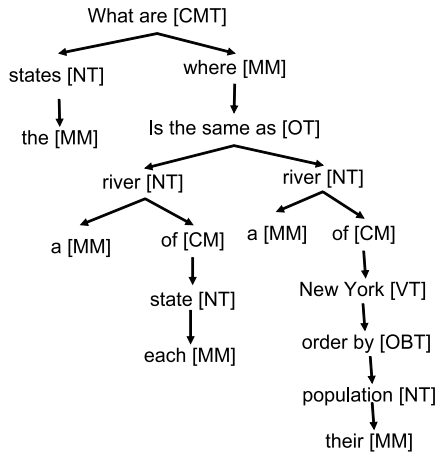 What are [CMT]
states [NT] where [MM]
the [MM] Is the same as [OT]
river [NT] river [NT]
a [MM] of [CM] a [MM] of [CM]
state [NT] New York [VT]
each [MM] order by [OBT]
population [NT]
their [MM]